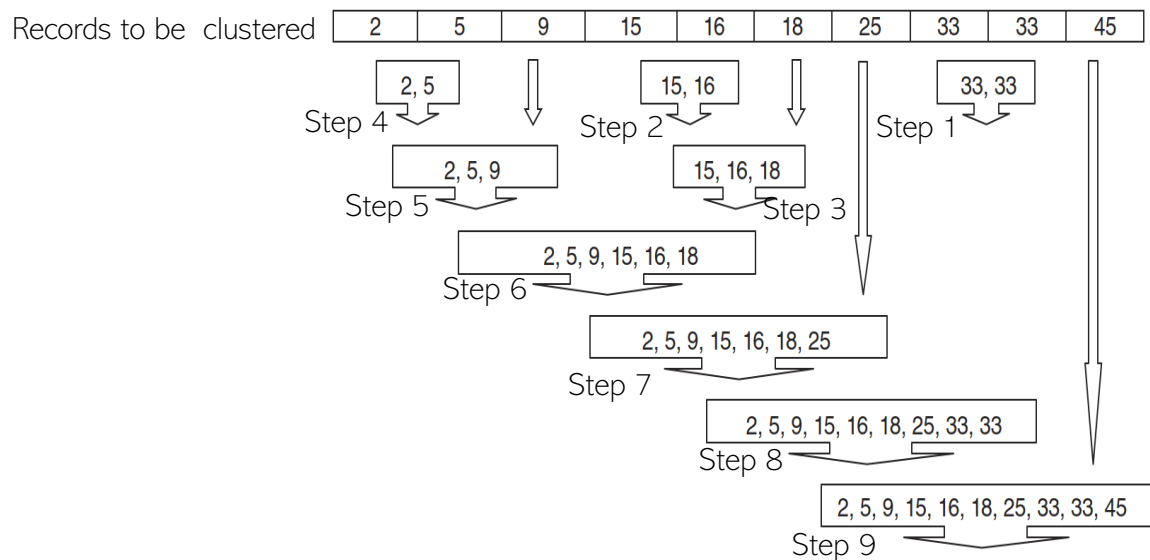 Records to be clustered 2 5 9 15 16 18 25 33 33 45
2, 5 15, 16 33, 33
Step 4 Step 2 Step 1
2, 5, 9 15, 16, 18
Step 5 Step 3
2, 5, 9, 15, 16, 18
Step 6
2, 5, 9, 15, 16, 18, 25
Step 7
2, 5, 9, 15, 16, 18, 25, 33, 33
Step 8
2, 5, 9, 15, 16, 18, 25, 33, 33, 45
Step 9